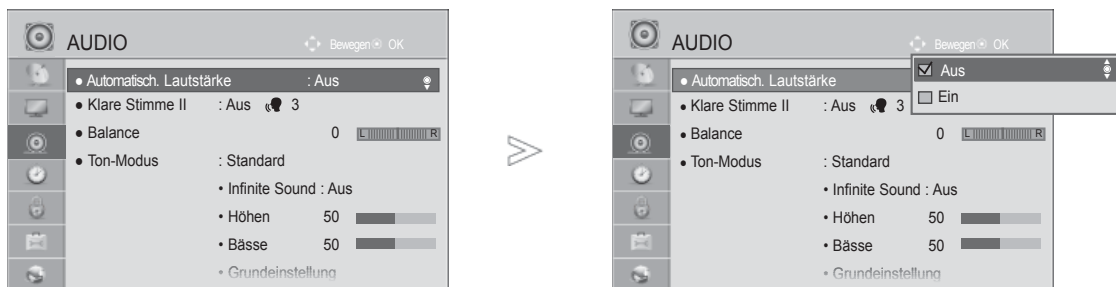 AUDIO
Bewegen OK
● Automatisch. Lautstärke : Aus
● Klare Stimme II : Aus 3
● Balance 0 L R
● Ton-Modus : Standard
• Infinite Sound : Aus
• Höhen 50
• Bässe 50
• Grundeinstellung
AUDIO
Bewegen OK
● Automatisch. Lautstärke
Aus
Ein
● Klare Stimme II : Aus 3
● Balance 0 L R
● Ton-Modus : Standard
• Infinite Sound : Aus
• Höhen 50
• Bässe 50
• Grundeinstellung